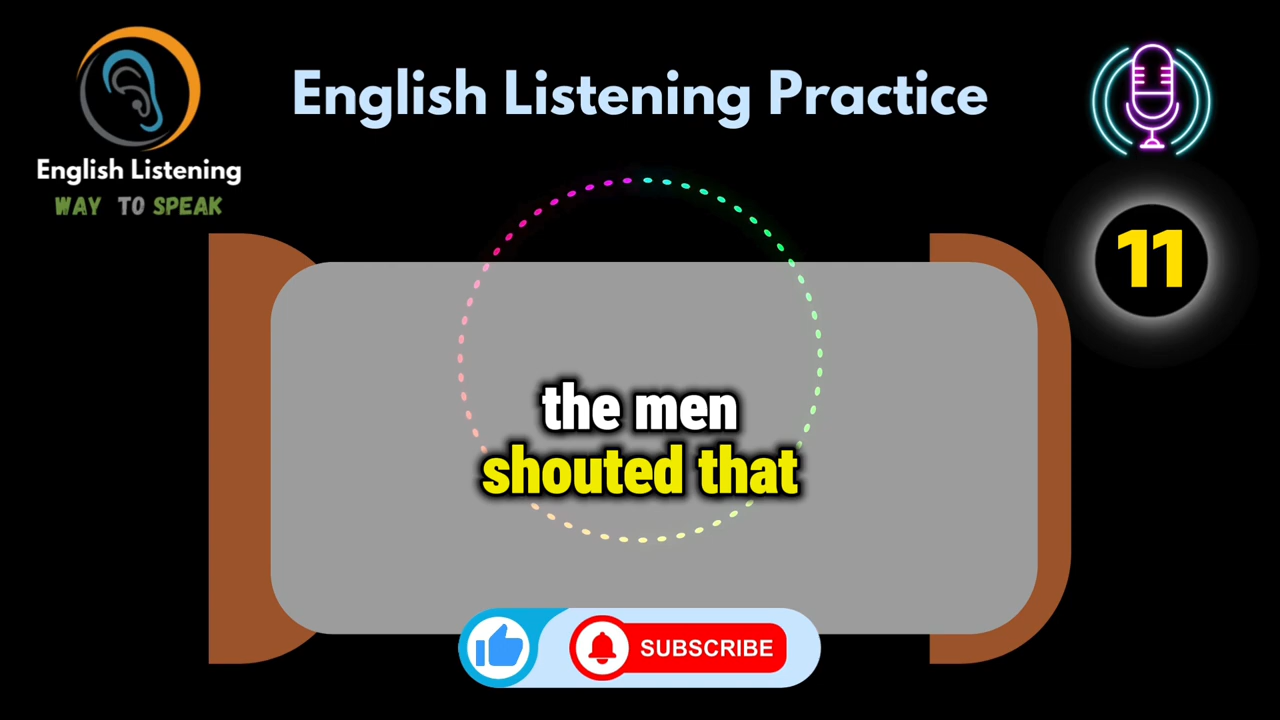 English Listening Practice
English Listening
WAY TO SPEAK
11
the men
shouted that
SUBSCRIBE